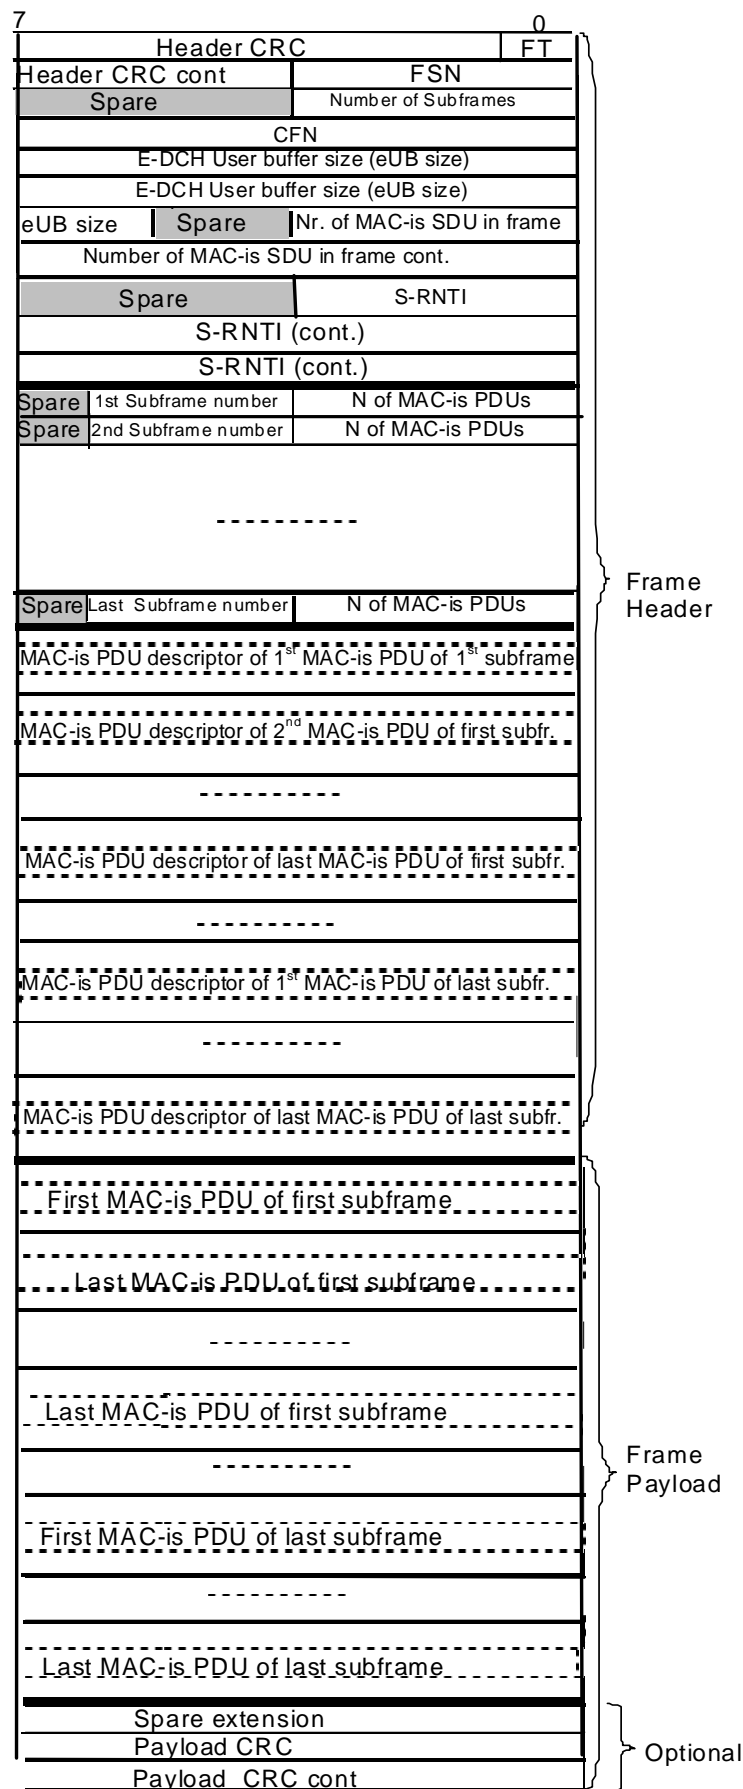 7 0
Header CRC FT
Header CRC cont FSN
Spare Number of Subframes
CFN
E-DCH User buffer size (eUB size)
E-DCH User buffer size (eUB size)
eUB size Spare Nr. of MAC-is SDU in frame
Number of MAC-is SDU in frame cont.
Spare S-RNTI
S-RNTI (cont.)
S-RNTI (cont.)
Spare 1st Subframe number N of MAC-is PDUs
Spare 2nd Subframe number N of MAC-is PDUs
Frame
Header
Spare Last Subframe number N of MAC-is PDUs
MAC-is PDU descriptor of 1st MAC-is PDU of 1st subframe
MAC-is PDU descriptor of 2nd MAC-is PDU of first subfr.
MAC-is PDU descriptor of last MAC-is PDU of first subfr.
MAC-is PDU descriptor of 1st MAC-is PDU of last subfr.
MAC-is PDU descriptor of last MAC-is PDU of last subfr.
First MAC-is PDU of first subframe
Last MAC-is PDU of first subframe
Last MAC-is PDU of first subframe
Frame
Payload
First MAC-is PDU of last subframe
Last MAC-is PDU of last subframe
Spare extension
Payload CRC
Optional
Payload CRC cont